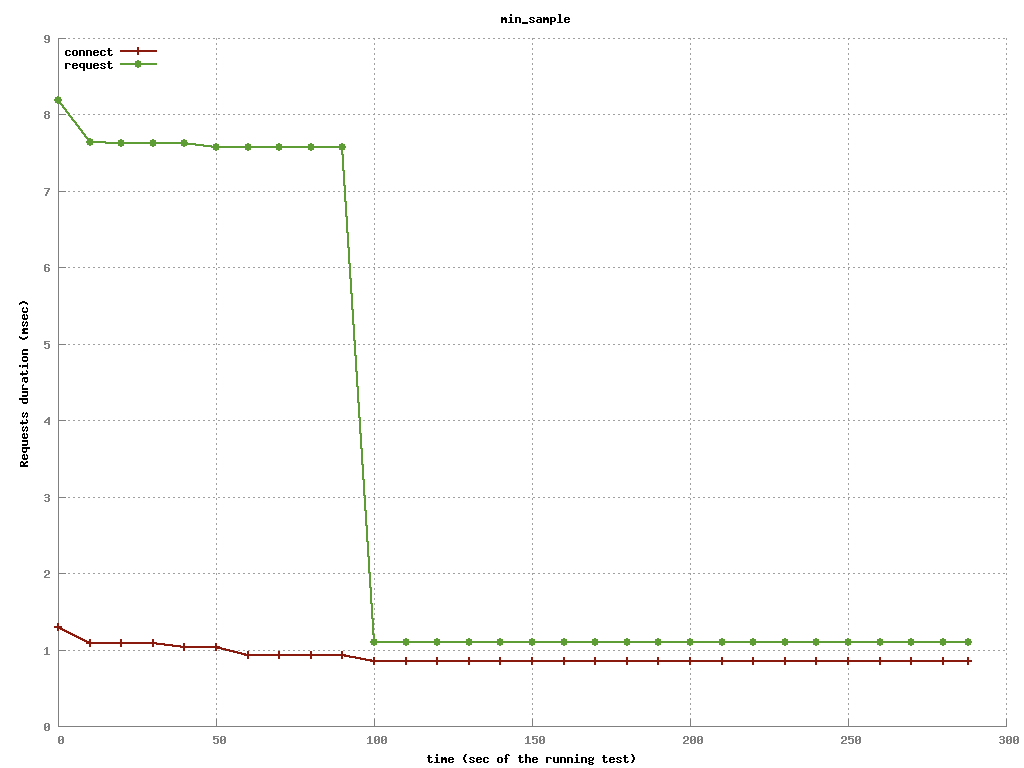 min_sample
9
connect
request
8
7
6
5
4
3
2
1
0
Requests duration (msec)
0 50 100 150 200 250 300
time (sec of the running test)